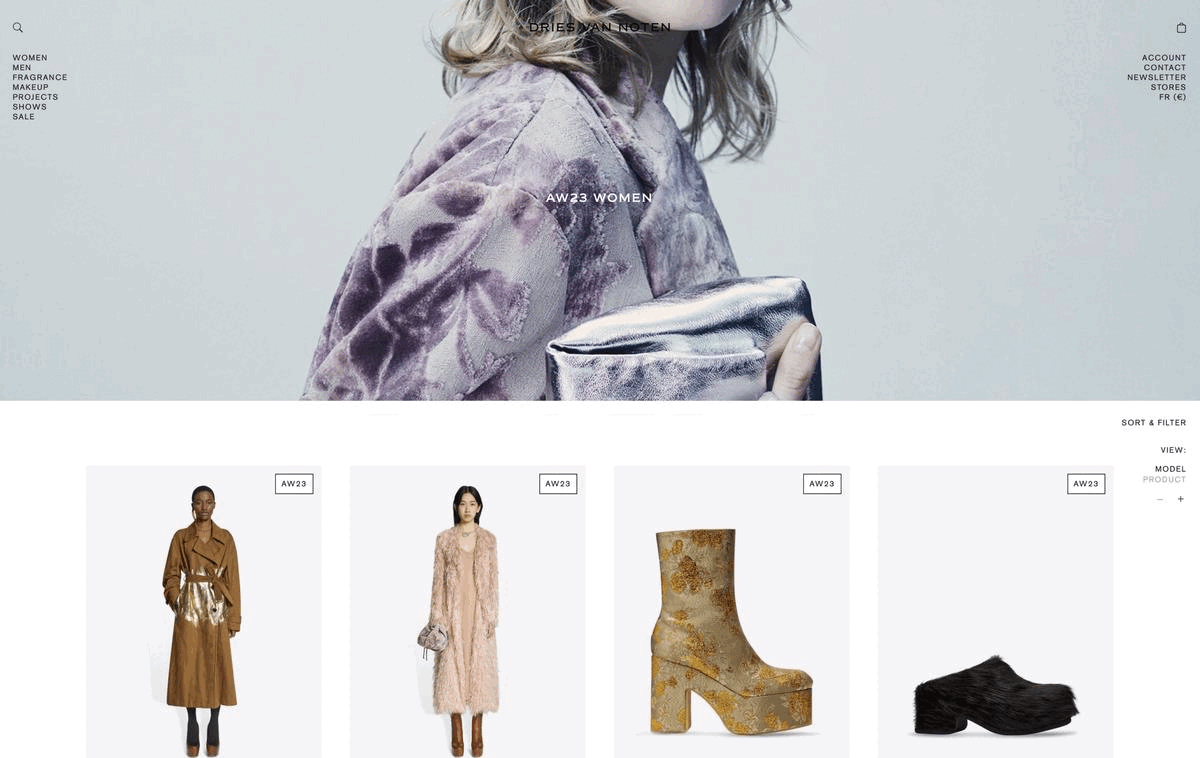 DRIES VAN NOTEN
WOMEN
MEN
FRAGRANCE
MAKEUP
PROJECTS
SHOWS
SALE
ACCOUNT
CONTACT
NEWSLETTER
STORES
FR (€)
AW23 WOMEN
SORT & FILTER
VIEW:
MODEL
PRODUCT
– +
AW23
AW23
AW23
AW23